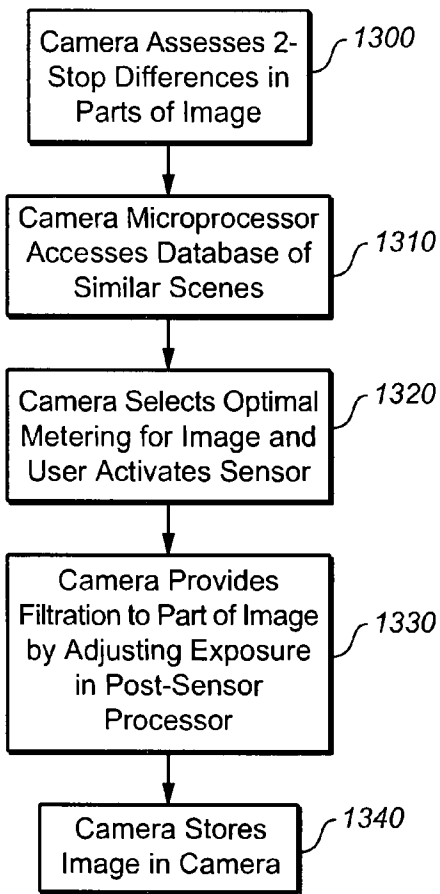 Camera Assesses 2-
Stop Differences in
Parts of Image
1300
Camera Microprocessor
Accesses Database of
Similar Scenes
1310
Camera Selects Optimal
Metering for Image and
User Activates Sensor
1320
Camera Provides
Filtration to Part of Image
by Adjusting Exposure
in Post-Sensor
Processor
1330
Camera Stores
Image in Camera
1340